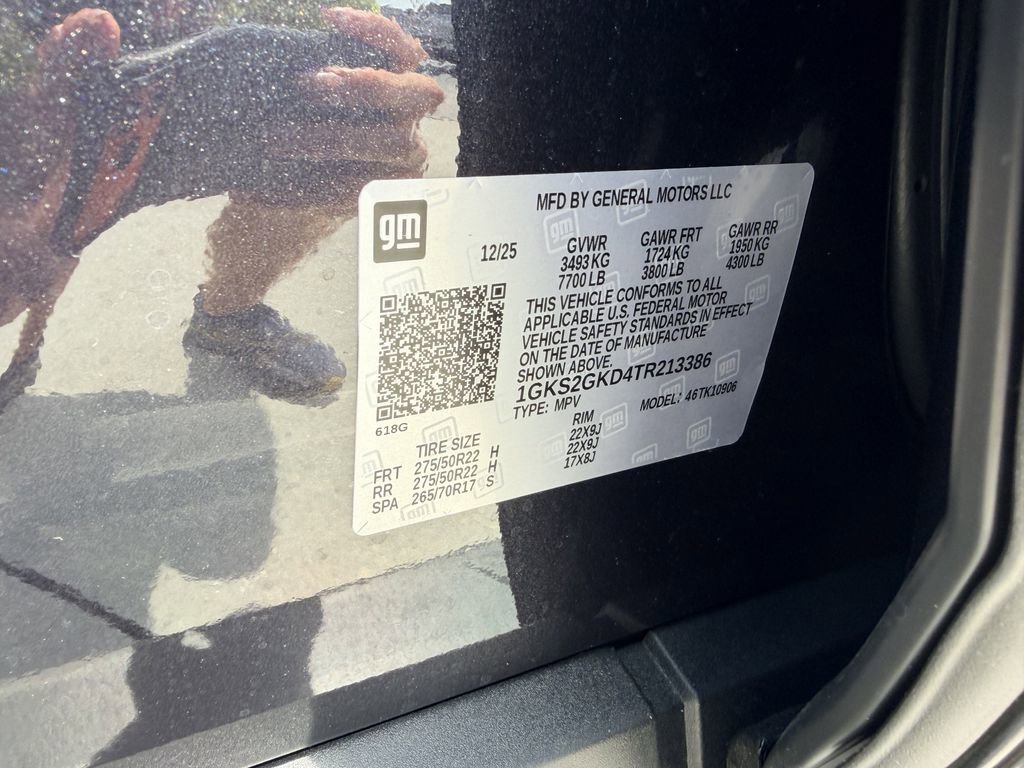 MFD BY GENERAL MOTORS LLC
gm
12/25
GVWR GAWR FRT GAWR RR
3493 KG 1724 KG 1950 KG
7700 LB 3800 LB 4300 LB
THIS VEHICLE CONFORMS TO ALL
APPLICABLE U.S. FEDERAL MOTOR
VEHICLE SAFETY STANDARDS IN EFFECT
ON THE DATE OF MANUFACTURE
SHOWN ABOVE.
1GKS2GKD4TR213386
TYPE: MPV MODEL: 46TK10906
618G
TIRE SIZE RIM
FRT 275/50R22 H 22X9J
RR 275/50R22 H 22X9J
SPA 265/70R17 S 17X8J